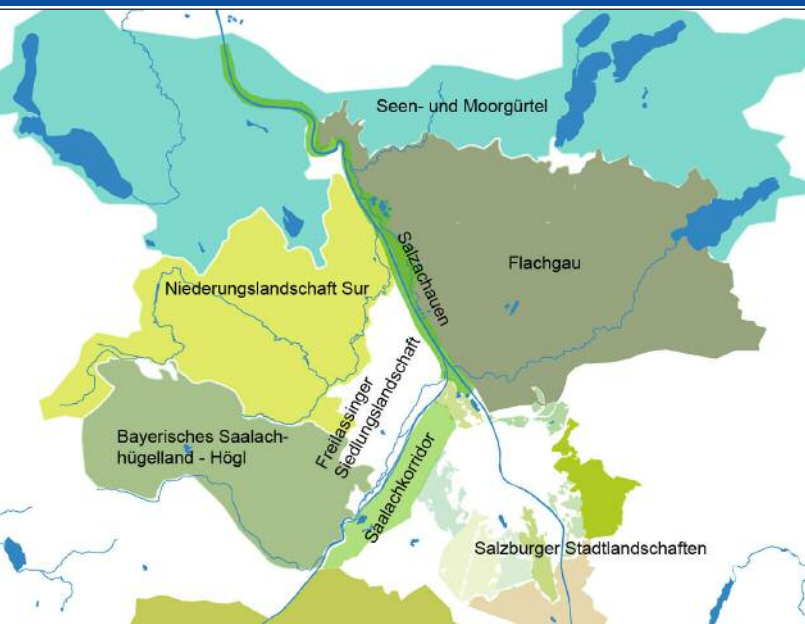 Seen- und Moorgürtel
Flachgau
Salzachauen
Niederungslandschaft Sur
Freilassinger
Siedlungslandschaft
Bayerisches Saalach-
hügelland - Högl
Saalachkorridor
Salzburger Stadtlandschaften